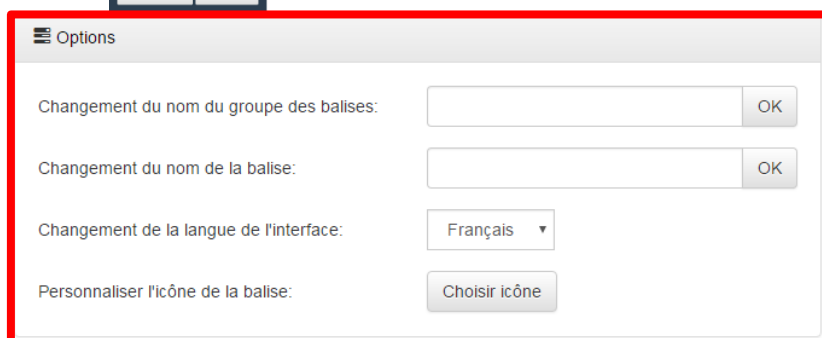 Options
Changement du nom du groupe des balises: OK
Changement du nom de la balise: OK
Changement de la langue de l'interface: Français
Personnaliser l'icône de la balise: Choisir icône